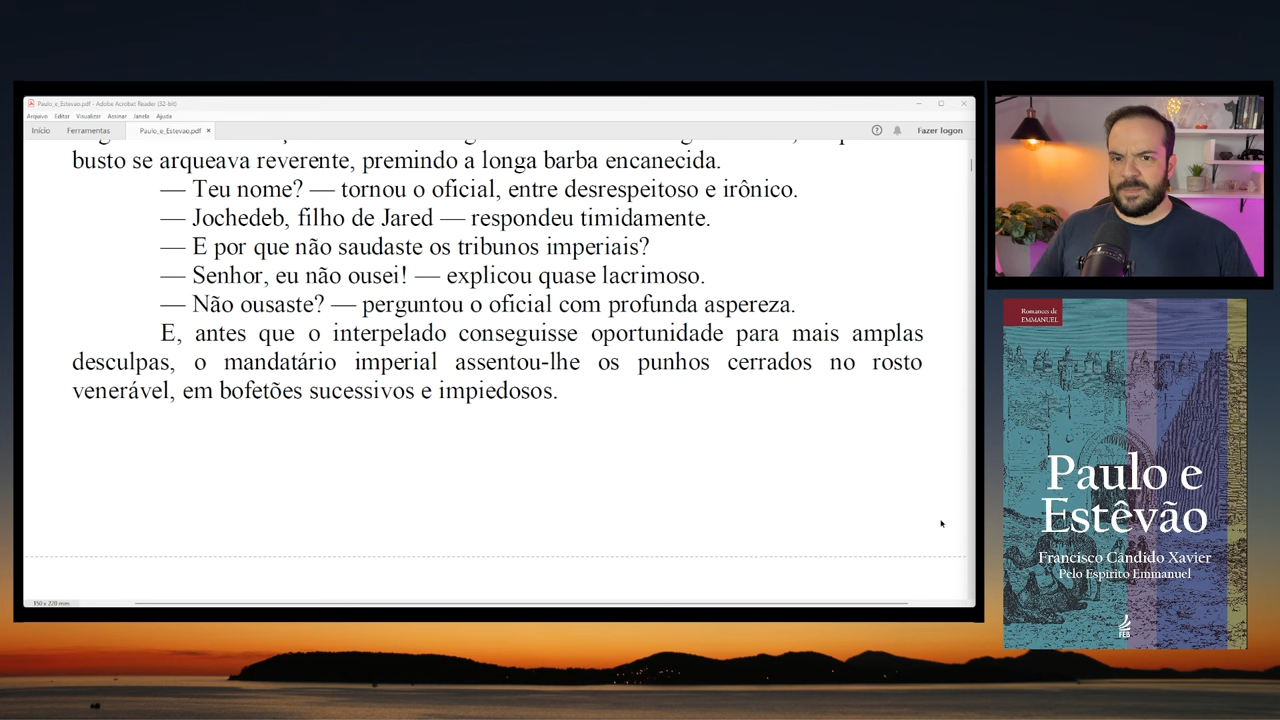 Paulo_e_Estevao.pdf - Adobe Acrobat Reader (32-bit)
Arquivo Editar Visualizar Assinar Janela Ajuda
Início Ferramentas Paulo_e_Estevao.pdf × Fazer logon
busto se arqueava reverente, premindo a longa barba encanecida.
— Teu nome? — tornou o oficial, entre desrespeitoso e irônico.
— Jochedeb, filho de Jared — respondeu timidamente.
— E por que não saudaste os tribunos imperiais?
— Senhor, eu não ousei! — explicou quase lacrimoso.
— Não ousaste? — perguntou o oficial com profunda aspereza.
E, antes que o interpelado conseguisse oportunidade para mais amplas
desculpas, o mandatário imperial assentou-lhe os punhos cerrados no rosto
venerável, em bofetões sucessivos e impiedosos.
150 x 220 mm
Romances de
EMMANUEL
Paulo e
Estêvão
Francisco Cândido Xavier
Pelo Espírito Emmanuel
FEB